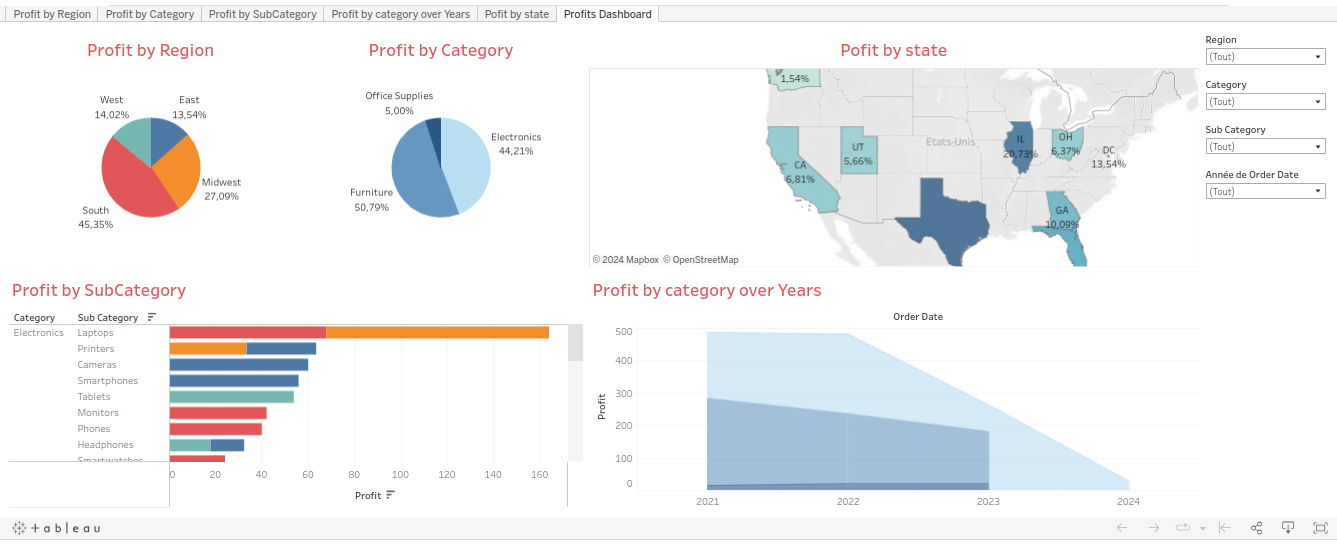 Profit by Region
Profit by Category
Profit by SubCategory
Profit by category over Years
Pofit by state
Profits Dashboard
Profit by Region
West
14,02%
East
13,54%
Midwest
27,09%
South
45,35%
Profit by Category
Office Supplies
5,00%
Electronics
44,21%
Furniture
50,79%
Pofit by state
1,54%
Etats-Unis
UT
5,66%
CA
6,81%
IL
20,73%
OH
6,37%
DC
13,54%
GA
10,09%
© 2024 Mapbox © OpenStreetMap
Region
(Tout)
Category
(Tout)
Sub Category
(Tout)
Année de Order Date
(Tout)
Profit by SubCategory
Category Sub Category
Electronics Laptops
Printers
Cameras
Smartphones
Tablets
Monitors
Phones
Headphones
Smartwatches
0 20 40 60 80 100 120 140 160
Profit
Profit by category over Years
Order Date
500
400
300
200
100
0
Profit
2021 2022 2023 2024
+ a b | e a u